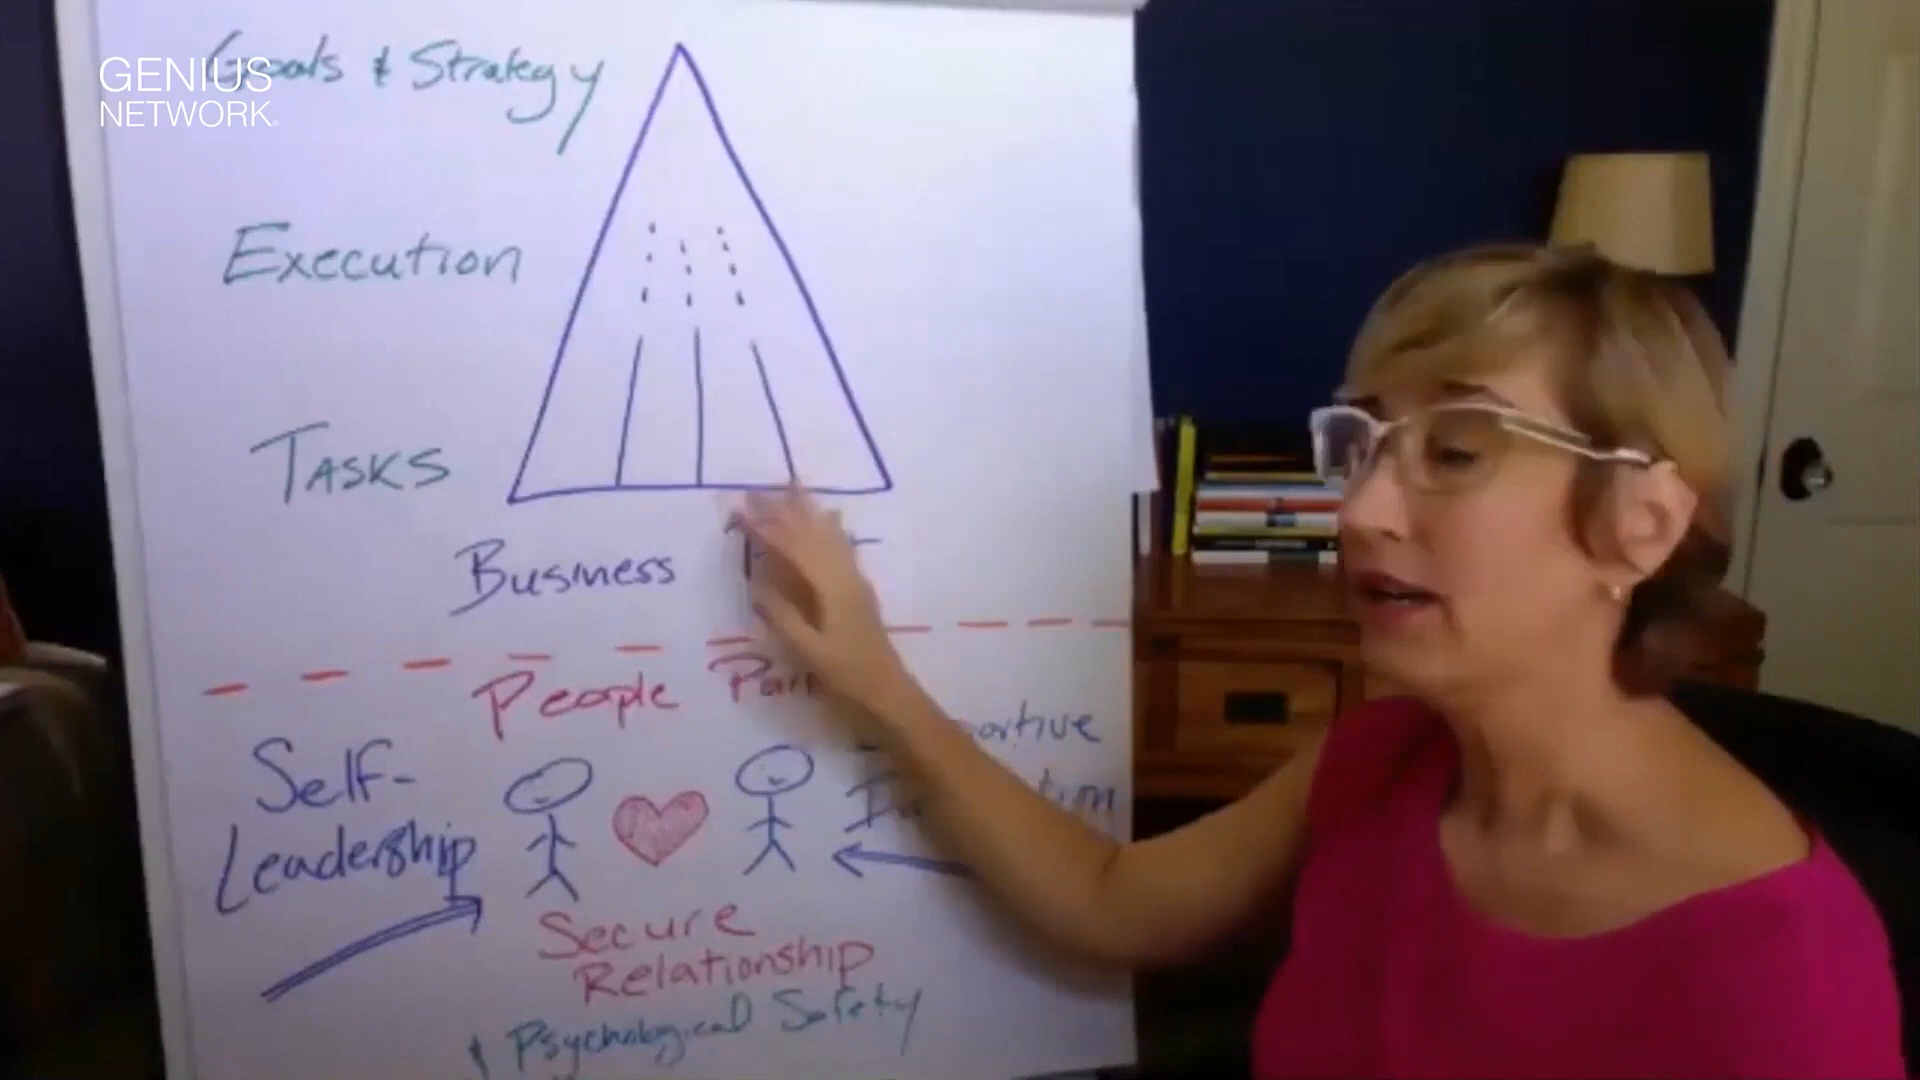 GENIUS
NETWORK
Goals & Strategy
Execution
TASKS
Business
People
Self-
Leadership
Secure
Relationship
& Psychological Safety